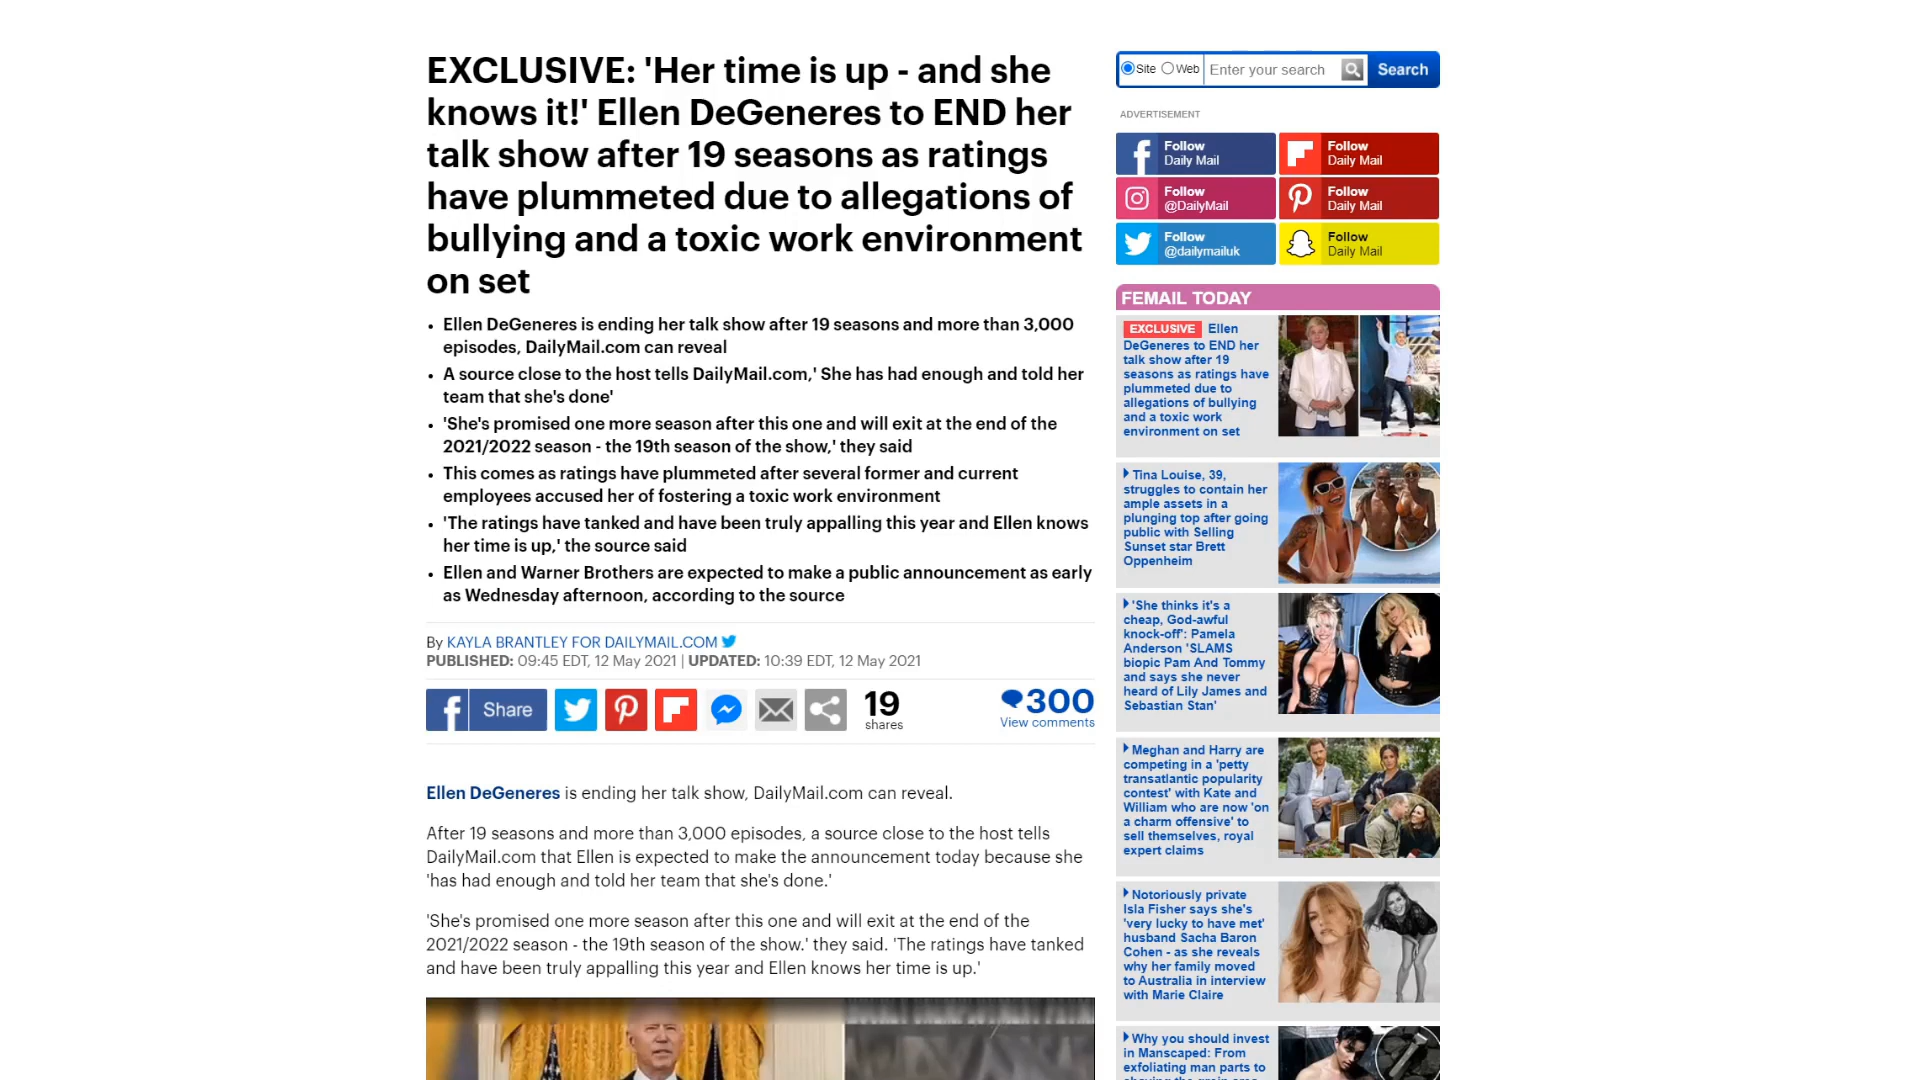 EXCLUSIVE: 'Her time is up - and she
knows it!' Ellen DeGeneres to END her
talk show after 19 seasons as ratings
have plummeted due to allegations of
bullying and a toxic work environment
on set
• Ellen DeGeneres is ending her talk show after 19 seasons and more than 3,000
episodes, DailyMail.com can reveal
• A source close to the host tells DailyMail.com,' She has had enough and told her
team that she's done'
• 'She's promised one more season after this one and will exit at the end of the
2021/2022 season - the 19th season of the show,' they said
• This comes as ratings have plummeted after several former and current
employees accused her of fostering a toxic work environment
• 'The ratings have tanked and have been truly appalling this year and Ellen knows
her time is up,' the source said
• Ellen and Warner Brothers are expected to make a public announcement as early
as Wednesday afternoon, according to the source
By KAYLA BRANTLEY FOR DAILYMAIL.COM
PUBLISHED: 09:45 EDT, 12 May 2021 | UPDATED: 10:39 EDT, 12 May 2021
Share
19
shares
300
View comments
Ellen DeGeneres is ending her talk show, DailyMail.com can reveal.
After 19 seasons and more than 3,000 episodes, a source close to the host tells
DailyMail.com that Ellen is expected to make the announcement today because she
'has had enough and told her team that she's done.'
'She's promised one more season after this one and will exit at the end of the
2021/2022 season - the 19th season of the show.' they said. 'The ratings have tanked
and have been truly appalling this year and Ellen knows her time is up.'
Site Web Enter your search Search
ADVERTISEMENT
Follow
Daily Mail
Follow
Daily Mail
Follow
@DailyMail
Follow
Daily Mail
Follow
@dailymailuk
Follow
Daily Mail
FEMAIL TODAY
EXCLUSIVE Ellen
DeGeneres to END her
talk show after 19
seasons as ratings have
plummeted due to
allegations of bullying
and a toxic work
environment on set
Tina Louise, 39,
struggles to contain her
ample assets in a
plunging top after going
public with Selling
Sunset star Brett
Oppenheim
'She thinks it's a
cheap, God-awful
knock-off': Pamela
Anderson 'SLAMS
biopic Pam And Tommy
and says she never
heard of Lily James and
Sebastian Stan'
Meghan and Harry are
competing in a 'petty
transatlantic popularity
contest' with Kate and
William who are now 'on
a charm offensive' to
sell themselves, royal
expert claims
Notoriously private
Isla Fisher says she's
'very lucky to have met'
husband Sacha Baron
Cohen - as she reveals
why her family moved
to Australia in interview
with Marie Claire
Why you should invest
in Manscaped: From
exfoliating man parts to